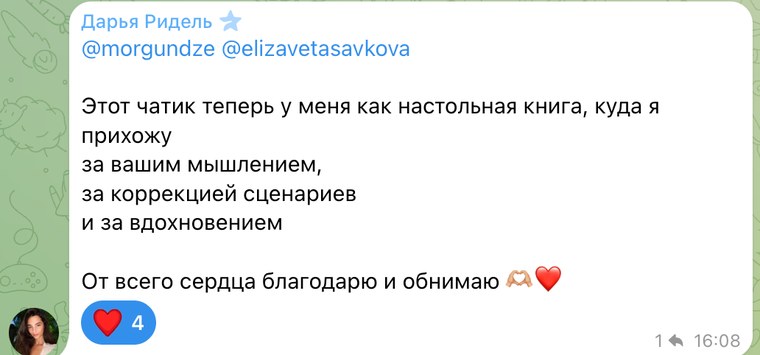 Дарья Ридель
@morgundze @elizavetasavkova
Этот чатик теперь у меня как настольная книга, куда я
прихожу
за вашим мышлением,
за коррекцией сценариев
и за вдохновением
От всего сердца благодарю и обнимаю 🫶🏼❤️
❤️ 4
1 16:08